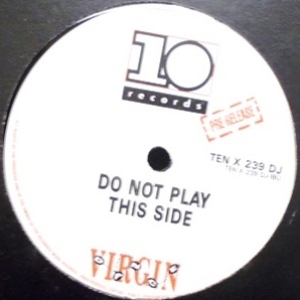 10
records
PRE RELEASE
TEN X 239 DJ
DO NOT PLAY
THIS SIDE
VIRGIN